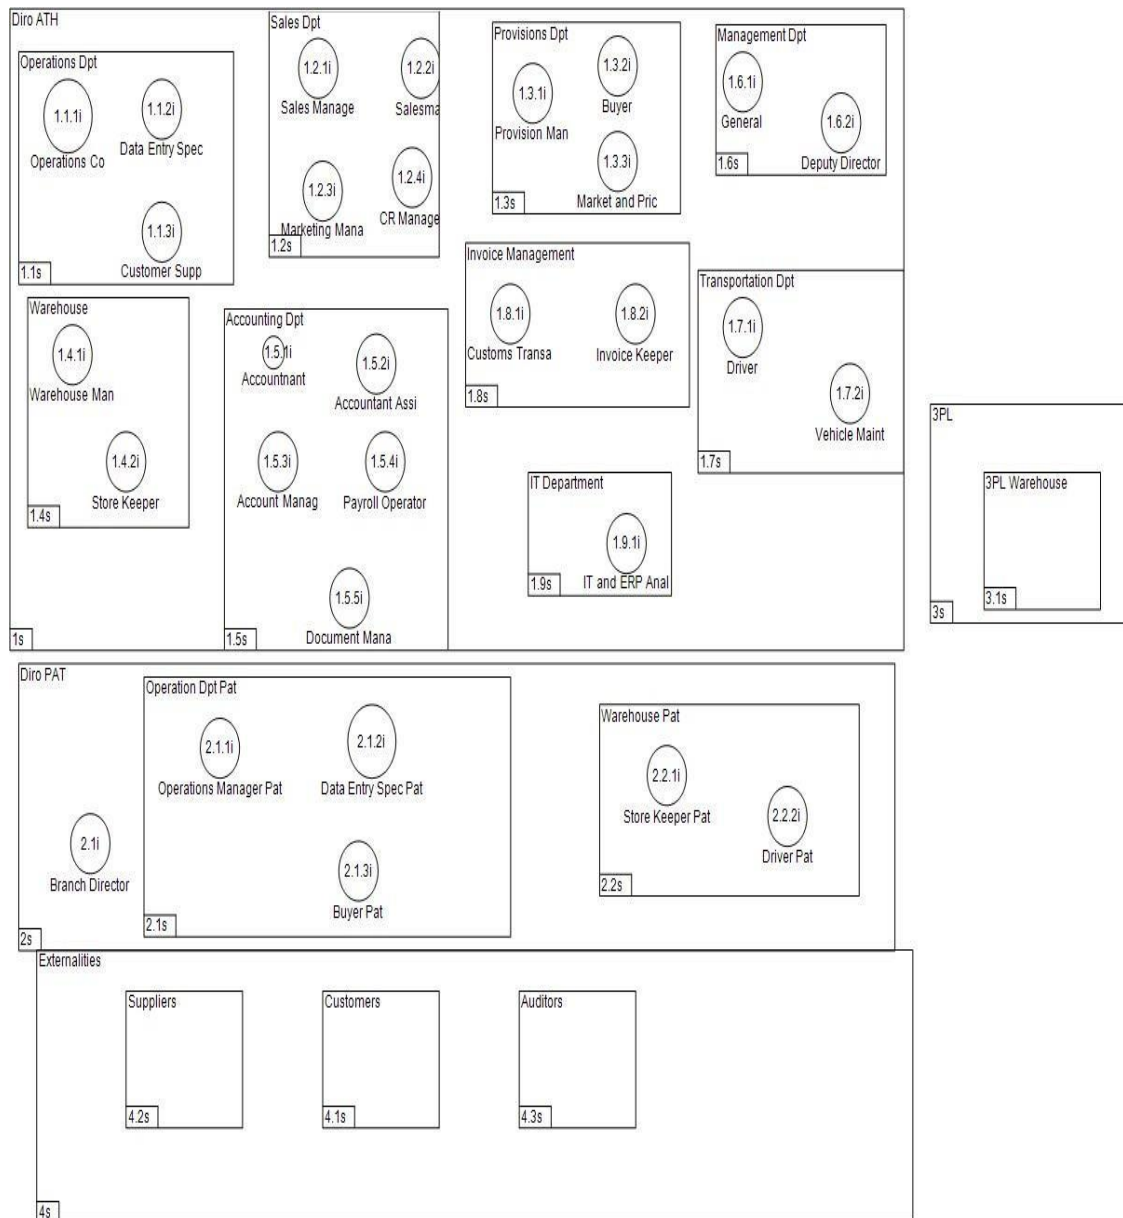 Diro ATH
Operations Dpt
1.1.1i
Operations Co
1.1.2i
Data Entry Spec
1.1.3i
Customer Supp
1.1s
Sales Dpt
1.2.1i
Sales Manage
1.2.2i
Salesma
1.2.3i
Marketing Mana
1.2.4i
CR Manage
1.2s
Provisions Dpt
1.3.1i
Provision Man
1.3.2i
Buyer
1.3.3i
Market and Pric
1.3s
Management Dpt
1.6.1i
General
1.6.2i
Deputy Director
1.6s
Warehouse
1.4.1i
Warehouse Man
1.4.2i
Store Keeper
1.4s
Accounting Dpt
1.5.1i
Accountnant
1.5.2i
Accountant Assi
1.5.3i
Account Manag
1.5.4i
Payroll Operator
1.5.5i
Document Mana
1.5s
Invoice Management
1.8.1i
Customs Transa
1.8.2i
Invoice Keeper
1.8s
Transportation Dpt
1.7.1i
Driver
1.7.2i
Vehicle Maint
1.7s
IT Department
1.9.1i
IT and ERP Anal
1.9s
1s
3PL
3PL Warehouse
3.1s
3s
Diro PAT
2.1i
Branch Director
Operation Dpt Pat
2.1.1i
Operations Manager Pat
2.1.2i
Data Entry Spec Pat
2.1.3i
Buyer Pat
2.1s
Warehouse Pat
2.2.1i
Store Keeper Pat
2.2.2i
Driver Pat
2.2s
2s
Externalities
Suppliers
4.2s
Customers
4.1s
Auditors
4.3s
4s